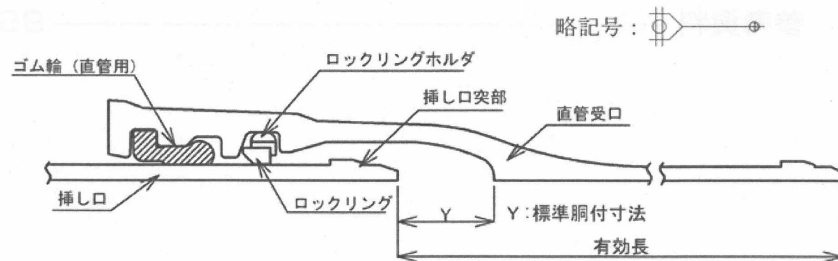 略記号：
ゴム輪（直管用）
ロックリングホルダ
挿し口突部
直管受口
挿し口
ロックリング
Y
Y：標準胴付寸法
有効長